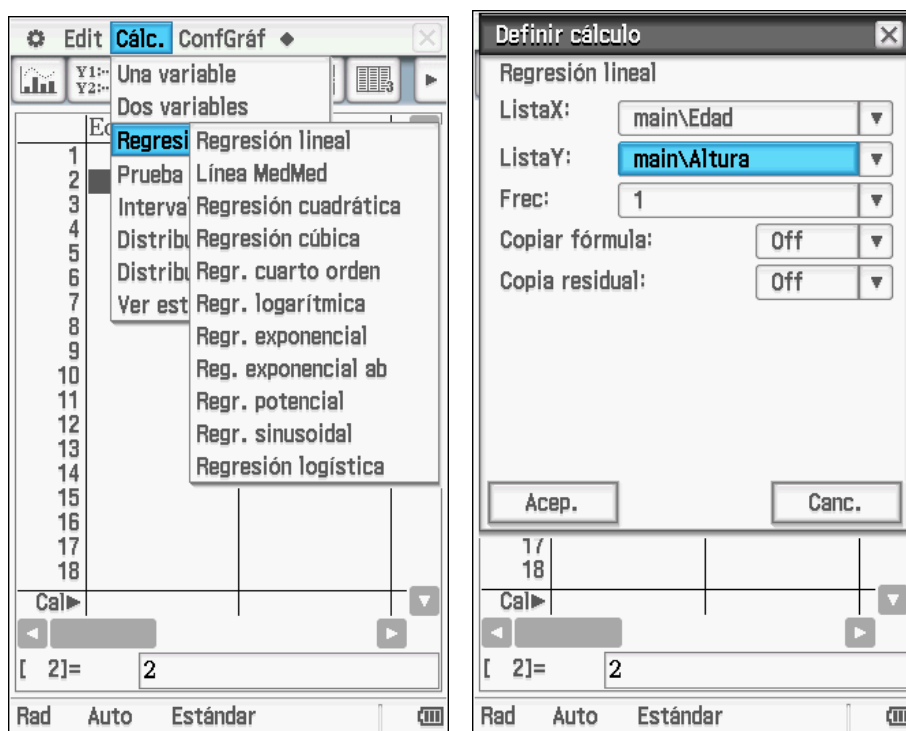 Edit Cálc. ConfGráf
Y1:··
Y2:··
Una variable
Dos variables
Regresi
Prueba
Interva
Distribu
Distribu
Ver est
Regresión lineal
Línea MedMed
Regresión cuadrática
Regresión cúbica
Regr. cuarto orden
Regr. logarítmica
Regr. exponencial
Reg. exponencial ab
Regr. potencial
Regr. sinusoidal
Regresión logística
1
2
3
4
5
6
7
8
9
10
11
12
13
14
15
16
17
18
Cal▶
[ 2]= 2
Rad Auto Estándar
Definir cálculo
Regresión lineal
ListaX: main\Edad
ListaY: main\Altura
Frec: 1
Copiar fórmula: Off
Copia residual: Off
Acep. Canc.
17
18
Cal▶
[ 2]= 2
Rad Auto Estándar